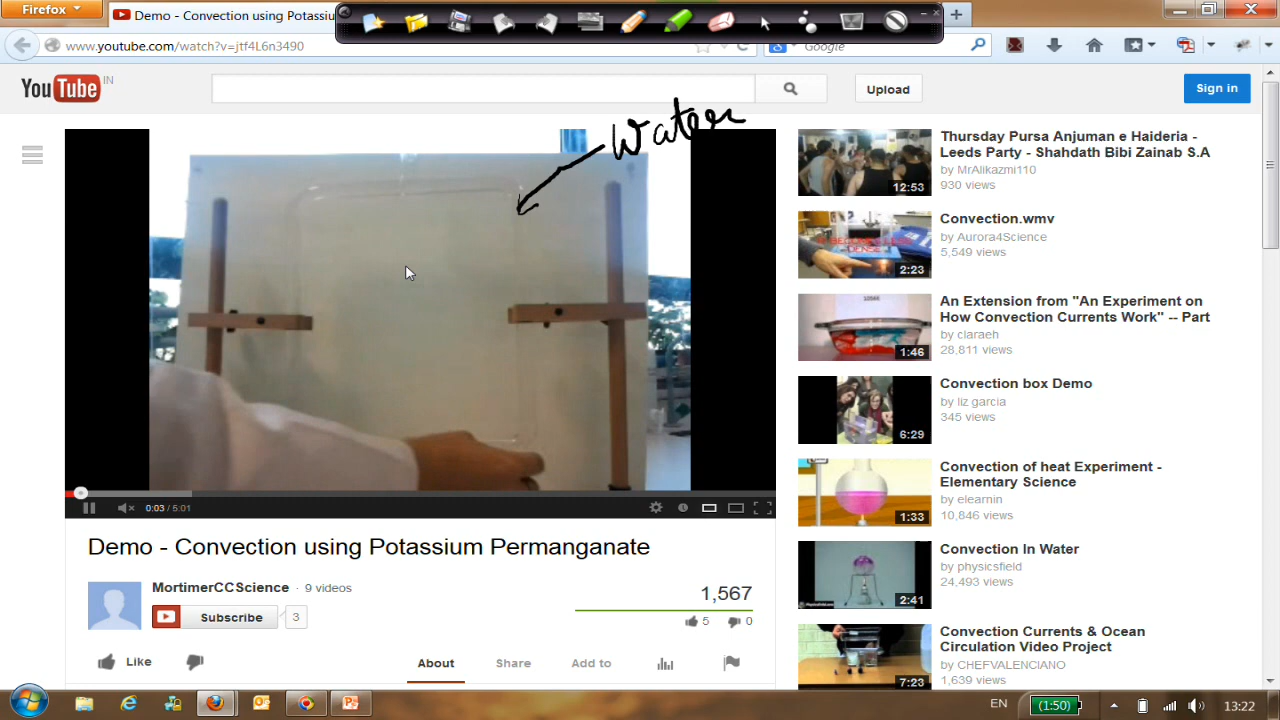 Firefox
Demo - Convection using Potassiu
www.youtube.com/watch?v=jtf4L6n3490
Google
YouTube IN
Upload
Sign in
Water
Thursday Pursa Anjuman e Haideria -
Leeds Party - Shahdath Bibi Zainab S.A
by MrAlikazmi110
930 views
12:53
Convection.wmv
by Aurora4Science
5,549 views
2:23
An Extension from "An Experiment on
How Convection Currents Work" -- Part
by claraeh
28,811 views
1:46
Convection box Demo
by liz garcia
345 views
6:29
Convection of heat Experiment -
Elementary Science
by elearnin
10,846 views
1:33
Convection In Water
by physicsfield
24,493 views
2:41
Convection Currents & Ocean
Circulation Video Project
by CHEFVALENCIANO
1,639 views
7:23
0:03 / 5:01
Demo - Convection using Potassium Permanganate
MortimerCCScience · 9 videos
Subscribe 3
1,567
5 0
Like
About Share Add to
EN (1:50) 13:22